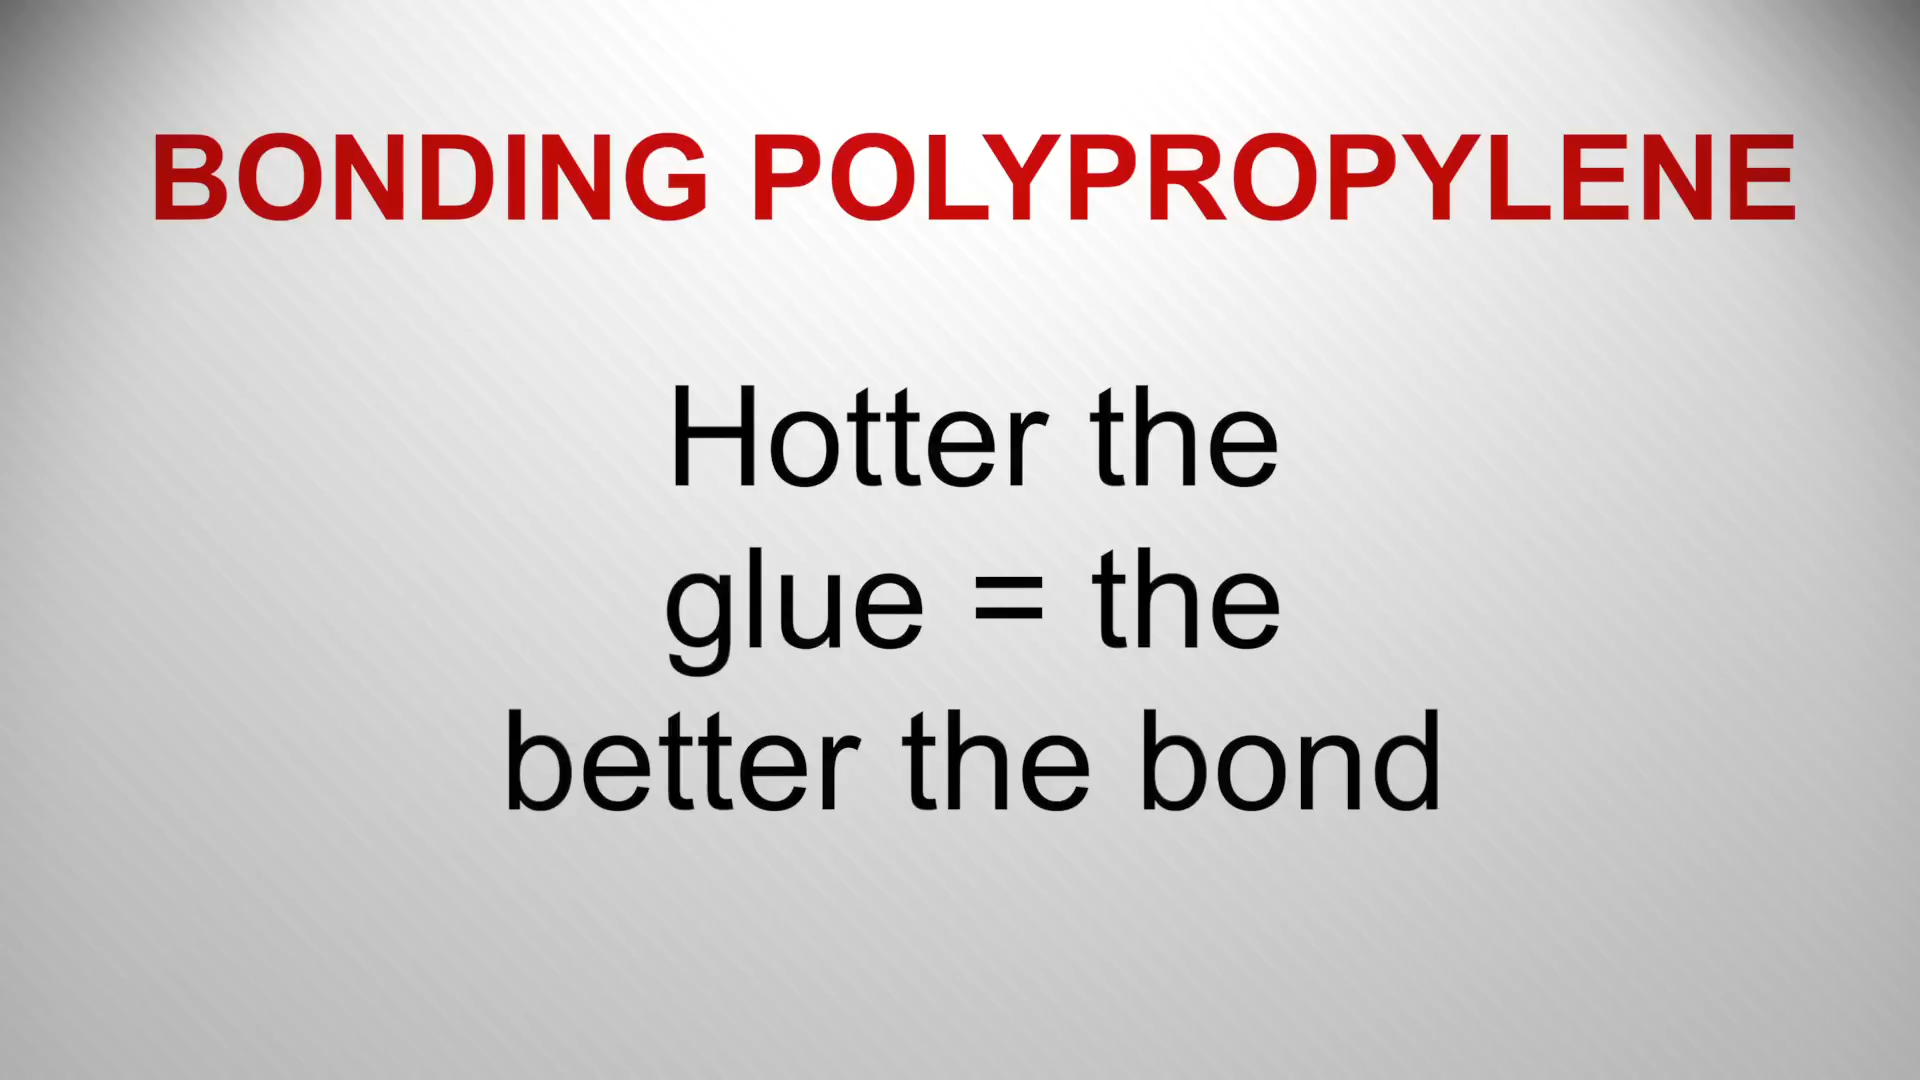 BONDING POLYPROPYLENE
Hotter the
glue = the
better the bond